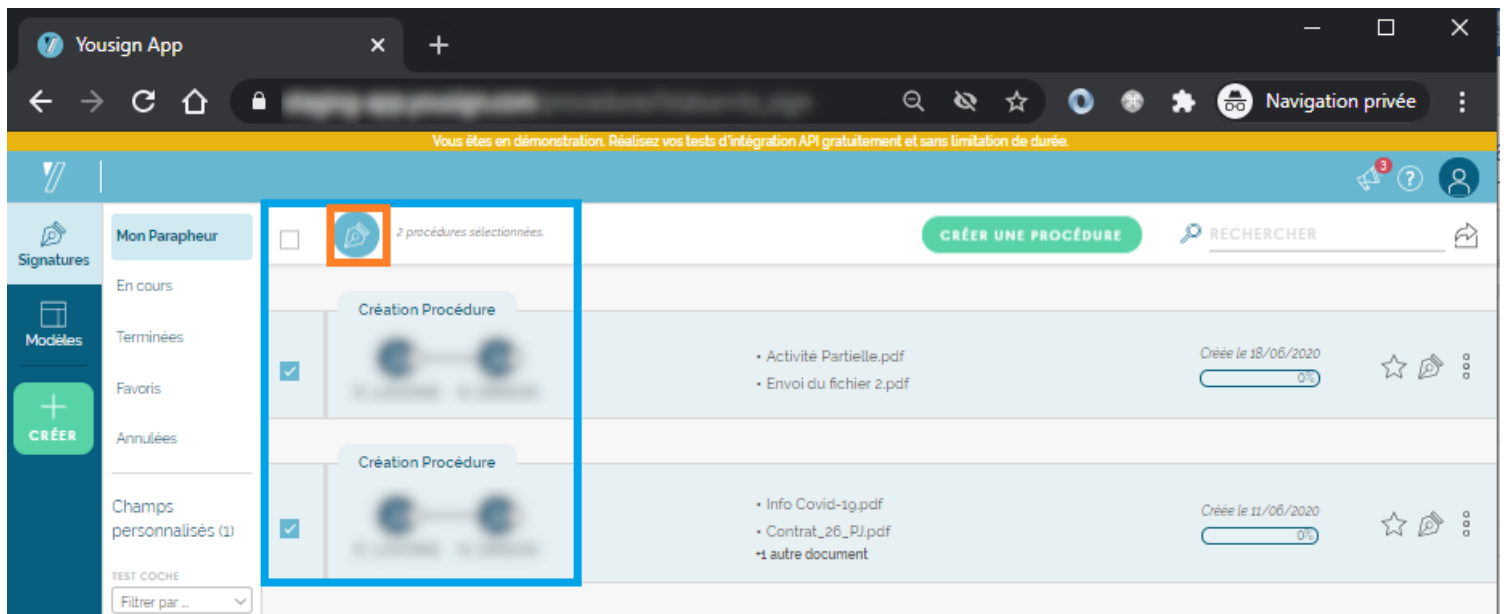 Yousign App
Navigation privée
Vous êtes en démonstration. Réalisez vos tests d'intégration API gratuitement et sans limitation de durée.
3
?
Signatures
Modèles
CRÉER
Mon Parapheur
En cours
Terminées
Favoris
Annulées
Champs
personnalisés (1)
TEST COCHE
Filtrer par ...
2 procédures sélectionnées.
CRÉER UNE PROCÉDURE
RECHERCHER
Création Procédure
• Activité Partielle.pdf
• Envoi du fichier 2.pdf
Créée le 18/06/2020
0%
Création Procédure
• Info Covid-19.pdf
• Contrat_26_PJ.pdf
+1 autre document
Créée le 11/06/2020
0%